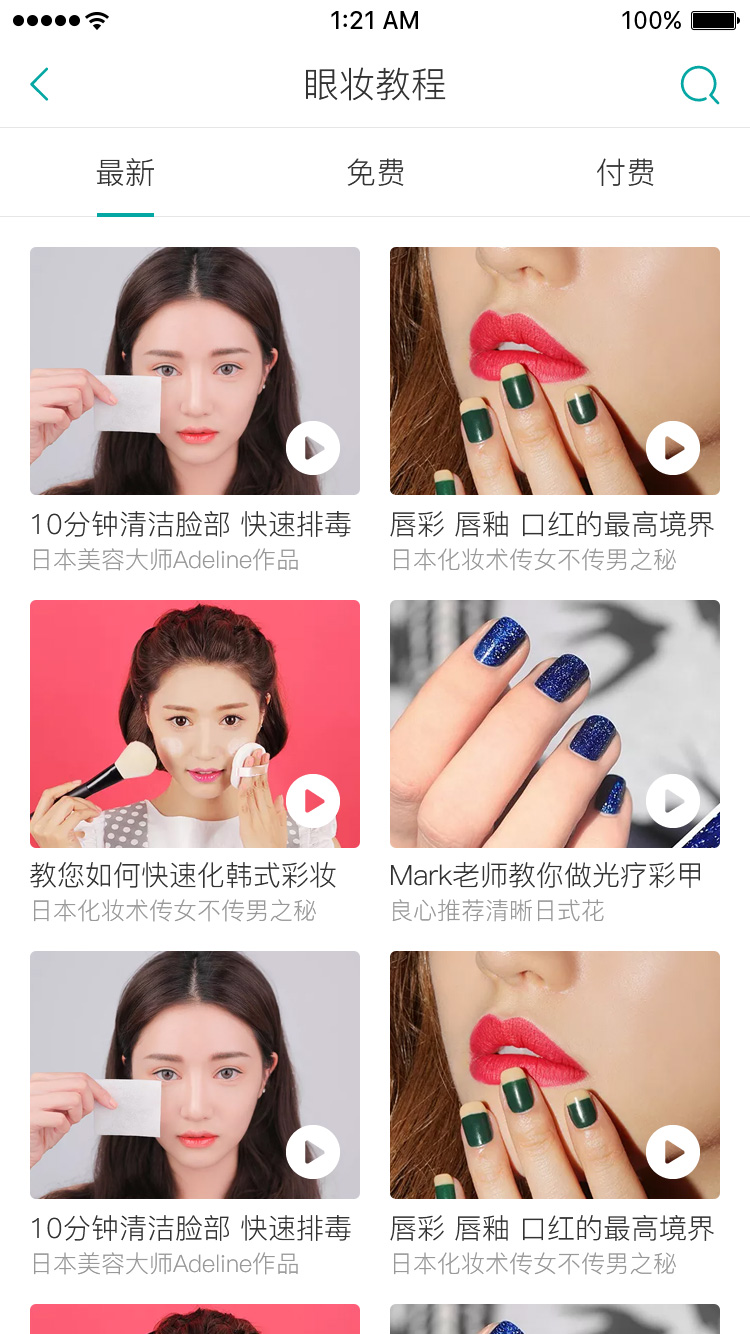 1:21 AM 100%
眼妆教程
最新 免费 付费
10分钟清洁脸部 快速排毒
日本美容大师Adeline作品
唇彩 唇釉 口红的最高境界
日本化妆术传女不传男之秘
教您如何快速化韩式彩妆
日本化妆术传女不传男之秘
Mark老师教你做光疗彩甲
良心推荐清晰日式花
10分钟清洁脸部 快速排毒
日本美容大师Adeline作品
唇彩 唇釉 口红的最高境界
日本化妆术传女不传男之秘